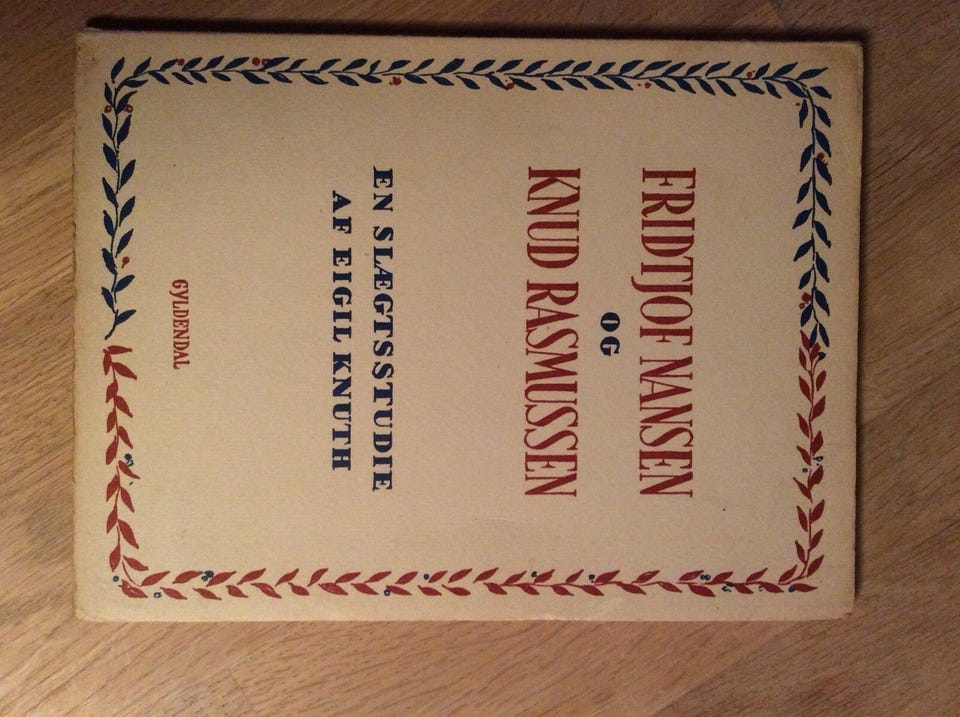 FRIDTJOF NANSEN
OG
KNUD RASMUSSEN
EN SLÆGTSSTUDIE
AF EIGIL KNUTH
GYLDENDAL